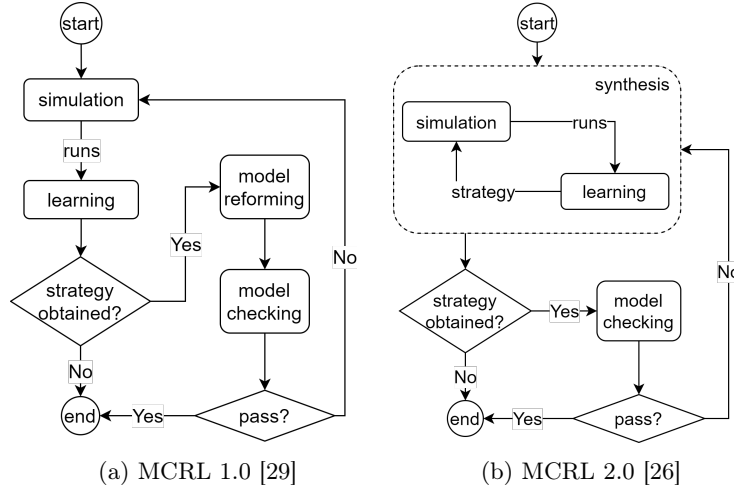 start
simulation
runs
learning
strategy
obtained?
No
end
Yes
model
reforming
model
checking
pass?
Yes
No
(a) MCRL 1.0 [29]
start
synthesis
simulation
runs
strategy
learning
strategy
obtained?
Yes
model
checking
No
end
Yes
pass?
No
(b) MCRL 2.0 [26]